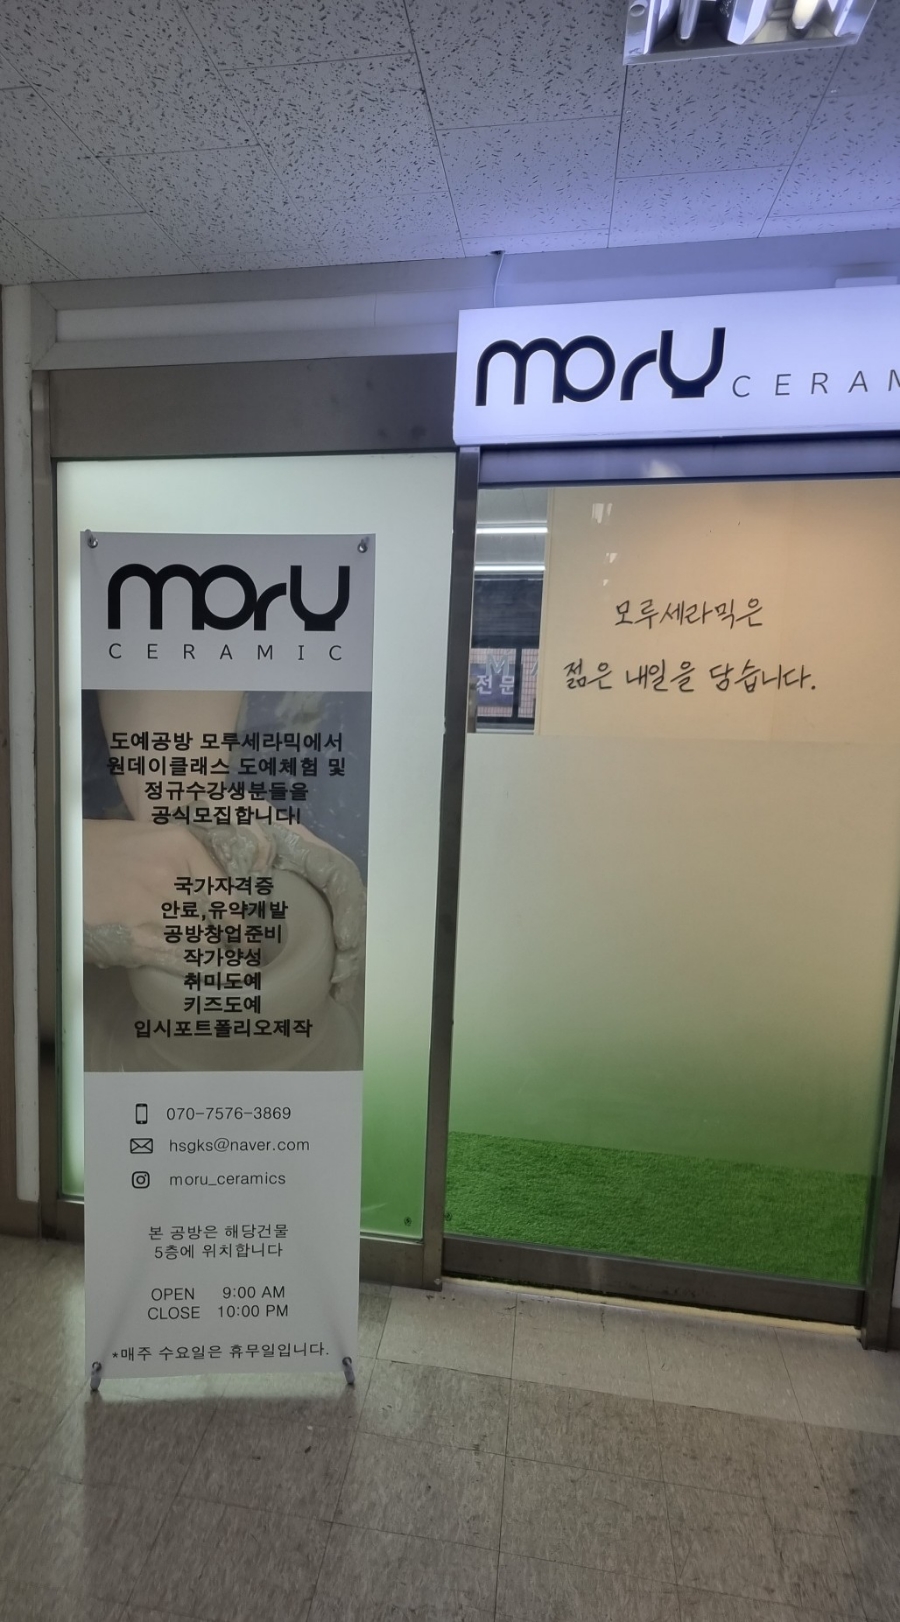 moru CERAM
모루세라믹은
젊은 내일을 담습니다.
전문
moru
CERAMIC
도예공방 모루세라믹에서
원데이클래스 도예체험 및
정규수강생분들을
공식모집합니다!
국가자격증
안료,유약개발
공방창업준비
작가양성
취미도예
키즈도예
입시포트폴리오제작
070-7576-3869
hsgks@naver.com
moru_ceramics
본 공방은 해당건물
5층에 위치합니다
OPEN 9:00 AM
CLOSE 10:00 PM
*매주 수요일은 휴무일입니다.